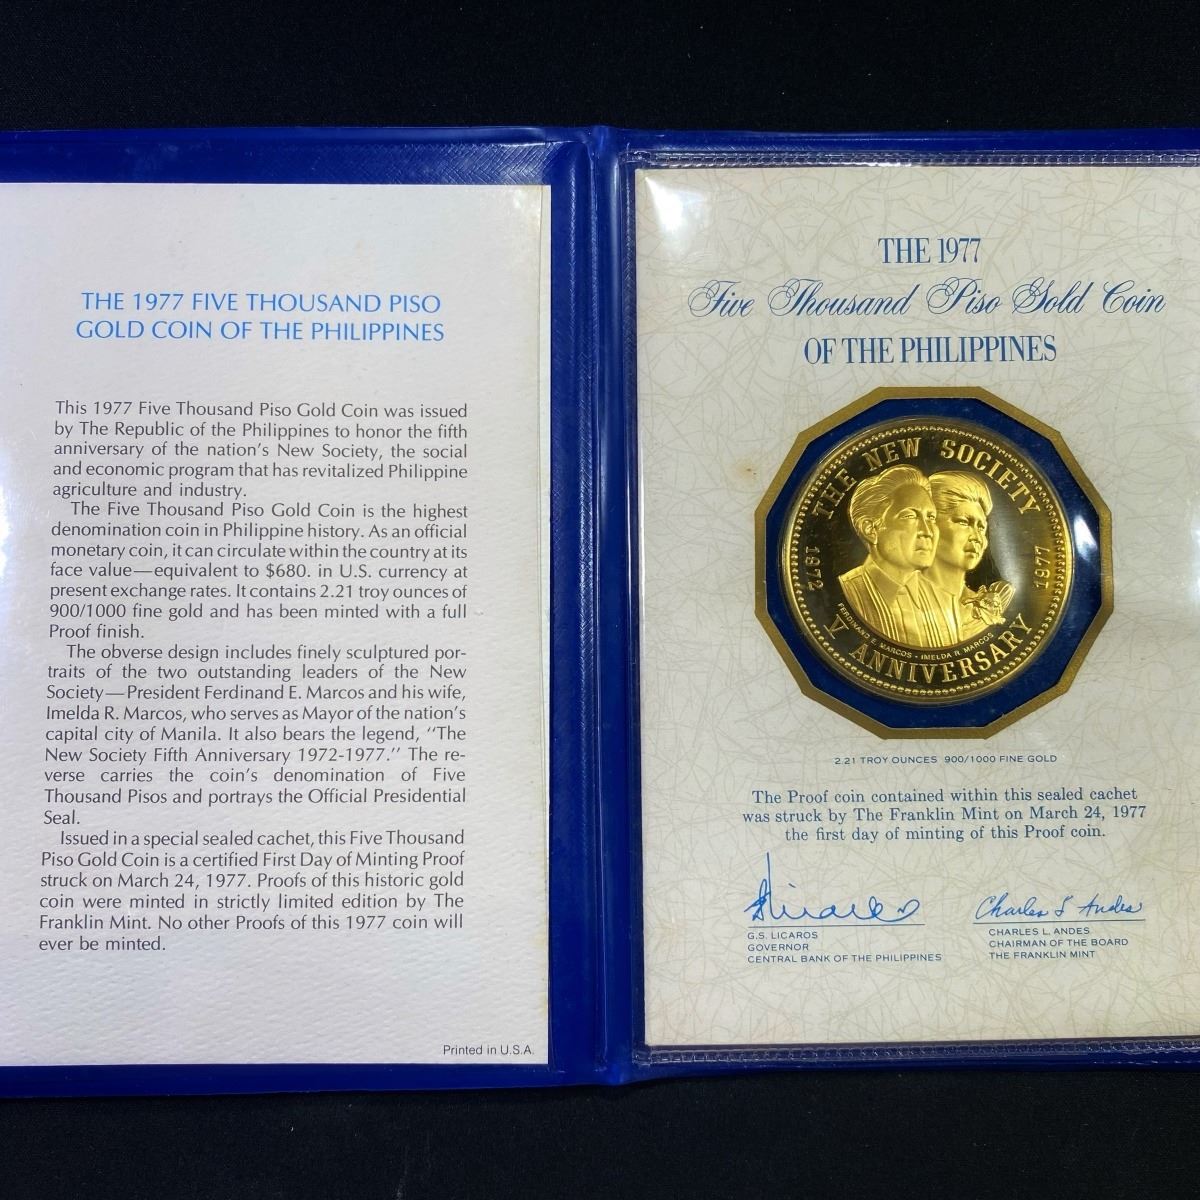 THE 1977 FIVE THOUSAND PISO
GOLD COIN OF THE PHILIPPINES
This 1977 Five Thousand Piso Gold Coin was issued
by The Republic of the Philippines to honor the fifth
anniversary of the nation's New Society, the social
and economic program that has revitalized Philippine
agriculture and industry.
The Five Thousand Piso Gold Coin is the highest
denomination coin in Philippine history. As an official
monetary coin, it can circulate within the country at its
face value—equivalent to $680. in U.S. currency at
present exchange rates. It contains 2.21 troy ounces of
900/1000 fine gold and has been minted with a full
Proof finish.
The obverse design includes finely sculptured por-
traits of the two outstanding leaders of the New
Society—President Ferdinand E. Marcos and his wife,
Imelda R. Marcos, who serves as Mayor of the nation's
capital city of Manila. It also bears the legend, "The
New Society Fifth Anniversary 1972-1977." The re-
verse carries the coin's denomination of Five
Thousand Pisos and portrays the Official Presidential
Seal.
Issued in a special sealed cachet, this Five Thousand
Piso Gold Coin is a certified First Day of Minting Proof
struck on March 24, 1977. Proofs of this historic gold
coin were minted in strictly limited edition by The
Franklin Mint. No other Proofs of this 1977 coin will
ever be minted.
Printed in U.S.A.
THE 1977
Five Thousand Piso Gold Coin
OF THE PHILIPPINES
THE NEW SOCIETY
1972
1977
FERDINAND E. MARCOS • IMELDA R. MARCOS
V ANNIVERSARY
2.21 TROY OUNCES 900/1000 FINE GOLD
The Proof coin contained within this sealed cachet
was struck by The Franklin Mint on March 24, 1977
the first day of minting of this Proof coin.
Charles L Andes
G.S. LICAROS
GOVERNOR
CENTRAL BANK OF THE PHILIPPINES
CHARLES L. ANDES
CHAIRMAN OF THE BOARD
THE FRANKLIN MINT